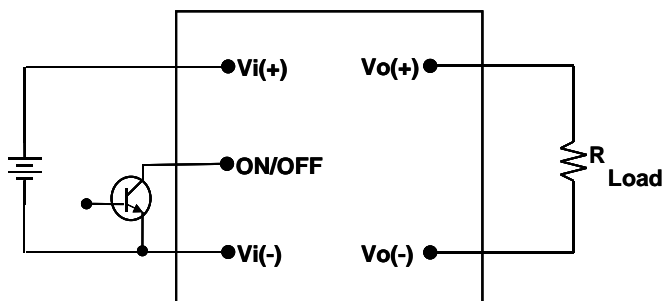 Vi(+)
Vo(+)
ON/OFF
R
Load
Vi(-)
Vo(-)